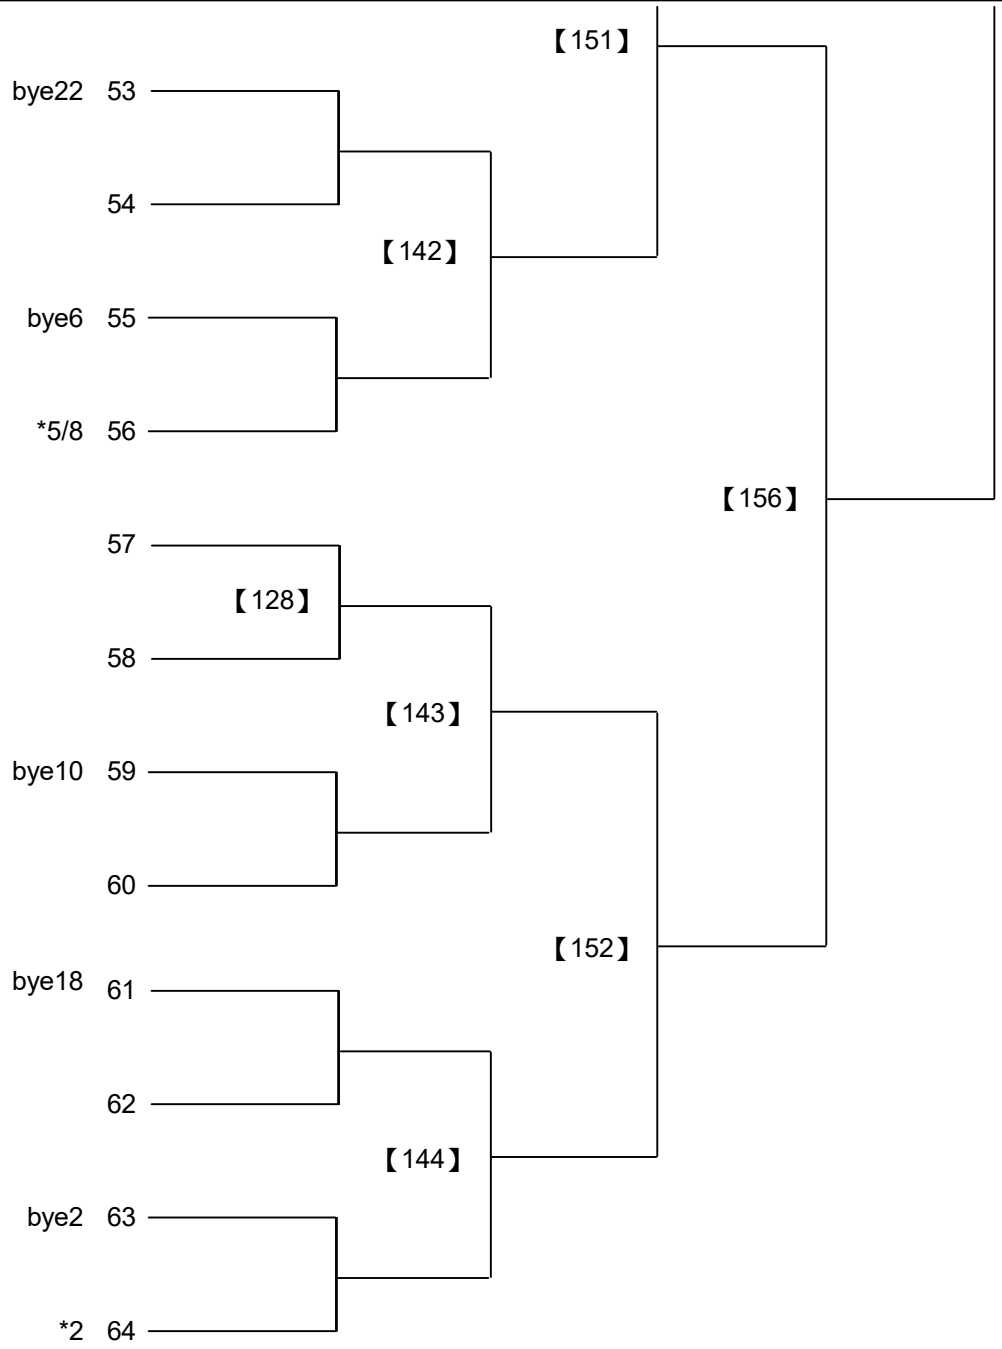 【151】
bye22 53
54
【142】
bye6 55
*5/8 56
【156】
57
【128】
58
【143】
bye10 59
60
【152】
bye18 61
62
【144】
bye2 63
*2 64